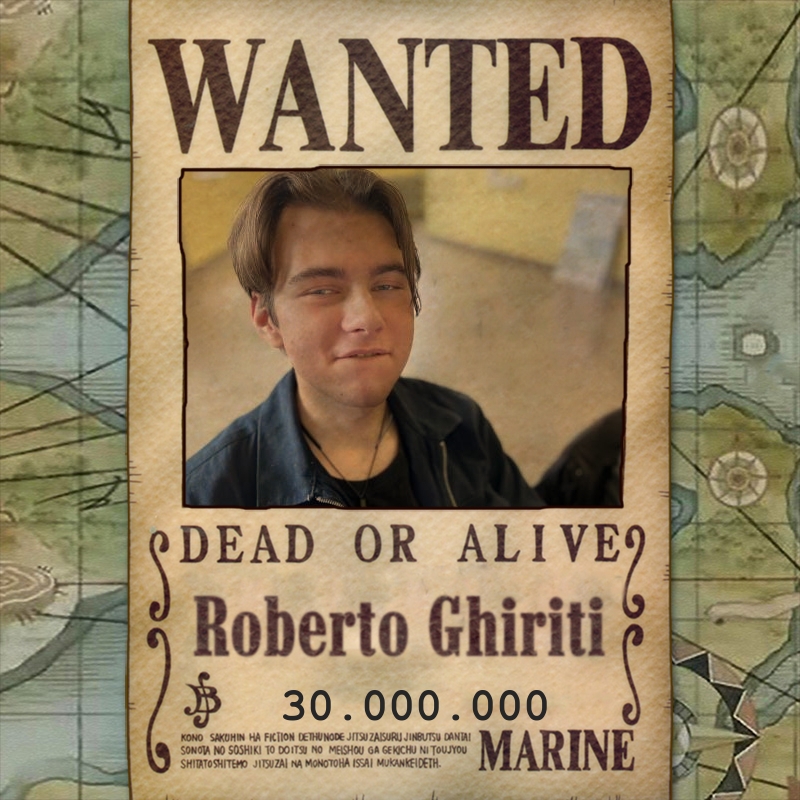 WANTED
DEAD OR ALIVE
Roberto Ghiriti
30.000.000
KONO SAKUHIN HA FICTION DETHUNODE JITSUZAISURU JINBUTSU DANTAI
SONOTA NO SOSHIKI TO DOITSU NO MEISHOU GA GEKICHU NI TOUJYOU
SHITATOSHITEMO JITSUZAI NA MONOTOHA ISSAI MUKANKEIDETH.
MARINE